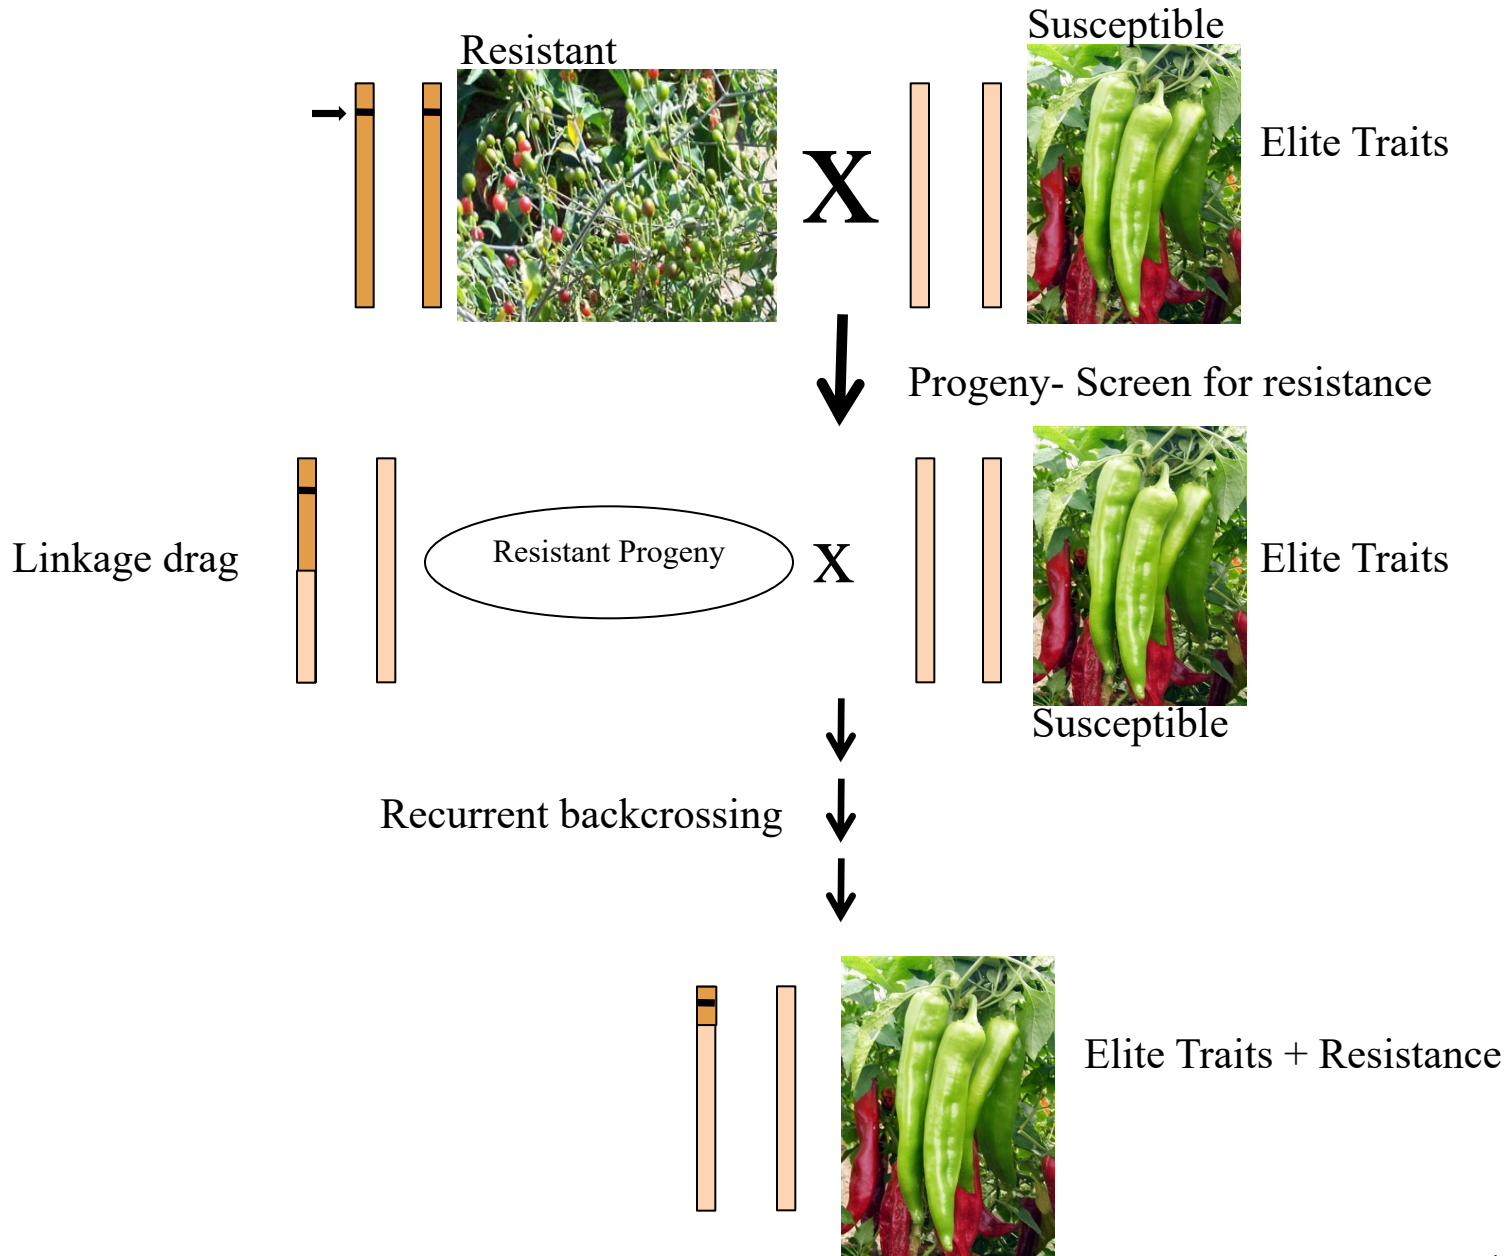 Susceptible
Resistant
X
Elite Traits
Progeny- Screen for resistance
Linkage drag
Resistant Progeny
X
Elite Traits
Susceptible
Recurrent backcrossing
Elite Traits + Resistance